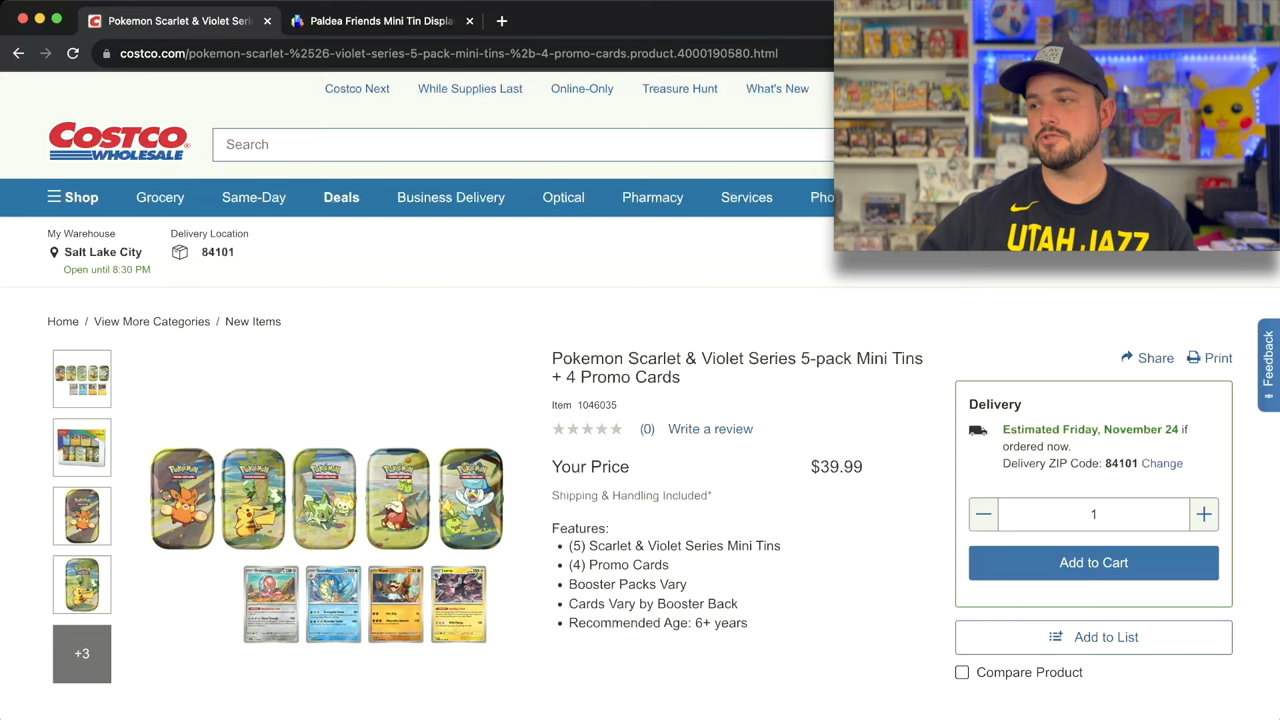 Pokemon Scarlet & Violet Seri
Paldea Friends Mini Tin Displa
costco.com/pokemon-scarlet-%2526-violet-series-5-pack-mini-tins-%2b-4-promo-cards.product.4000190580.html
Costco Next
While Supplies Last
Online-Only
Treasure Hunt
What's New
COSTCO
WHOLESALE
Search
Shop
Grocery
Same-Day
Deals
Business Delivery
Optical
Pharmacy
Services
Pho
UTAH JAZZ
My Warehouse
Delivery Location
Salt Lake City
84101
Open until 8:30 PM
Home / View More Categories / New Items
+3
POKéMON
POKéMON
POKéMON
POKéMON
POKéMON
Pokemon Scarlet & Violet Series 5-pack Mini Tins
+ 4 Promo Cards
Item 1046035
(0) Write a review
Your Price $39.99
Shipping & Handling Included*
Features:
(5) Scarlet & Violet Series Mini Tins
(4) Promo Cards
Booster Packs Vary
Cards Vary by Booster Back
Recommended Age: 6+ years
Share
Print
Delivery
Estimated Friday, November 24 if
ordered now.
Delivery ZIP Code: 84101 Change
1
Add to Cart
Add to List
Compare Product
Feedback